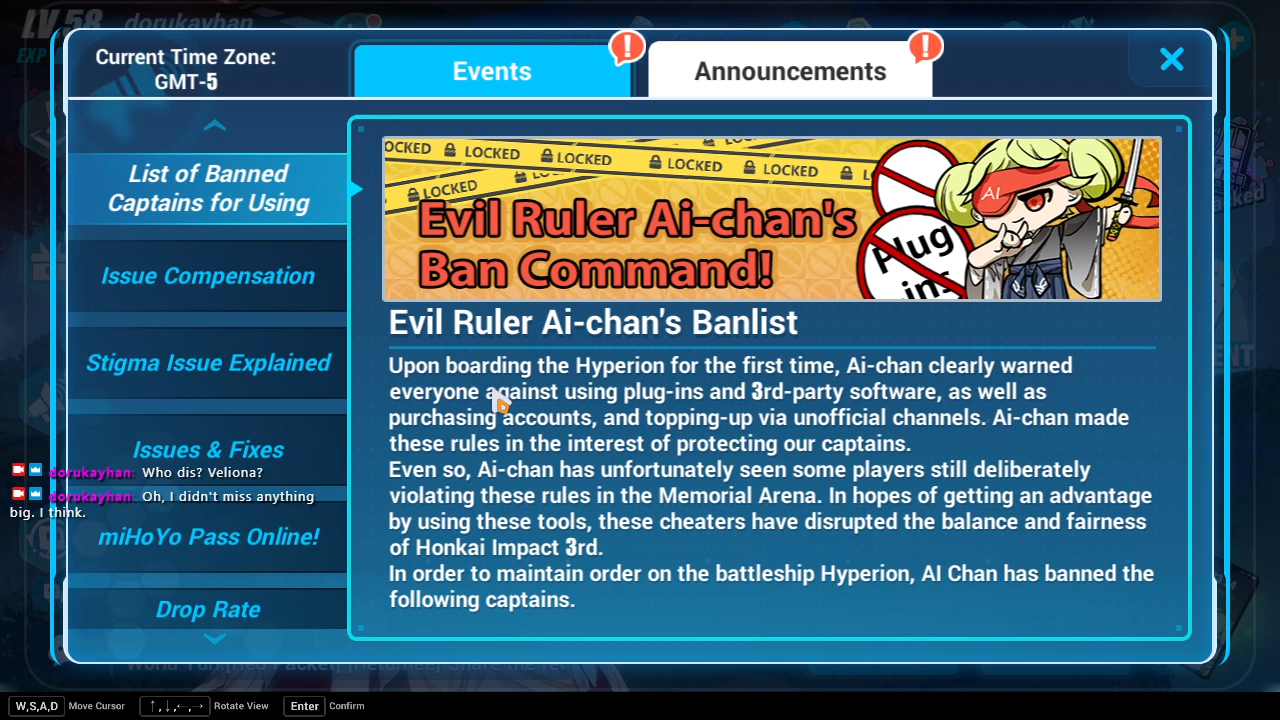 LV.58 dorukayhan
EXP
Current Time Zone:
GMT-5
Events
Announcements
List of Banned
Captains for Using
Issue Compensation
Stigma Issue Explained
Issues & Fixes
miHoYo Pass Online!
Drop Rate
dorukayhan: Who dis? Veliona?
dorukayhan: Oh, I didn't miss anything
big. I think.
OCKED LOCKED LOCKED LOCKED LOCKED L
LOCKED
Evil Ruler Ai-chan's
Ban Command!
AI
Plug
ins
Evil Ruler Ai-chan's Banlist
Upon boarding the Hyperion for the first time, Ai-chan clearly warned
everyone against using plug-ins and 3rd-party software, as well as
purchasing accounts, and topping-up via unofficial channels. Ai-chan made
these rules in the interest of protecting our captains.
Even so, Ai-chan has unfortunately seen some players still deliberately
violating these rules in the Memorial Arena. In hopes of getting an advantage
by using these tools, these cheaters have disrupted the balance and fairness
of Honkai Impact 3rd.
In order to maintain order on the battleship Hyperion, AI Chan has banned the
following captains.
W,S,A,D Move Cursor ↑,↓,←,→ Rotate View Enter Confirm